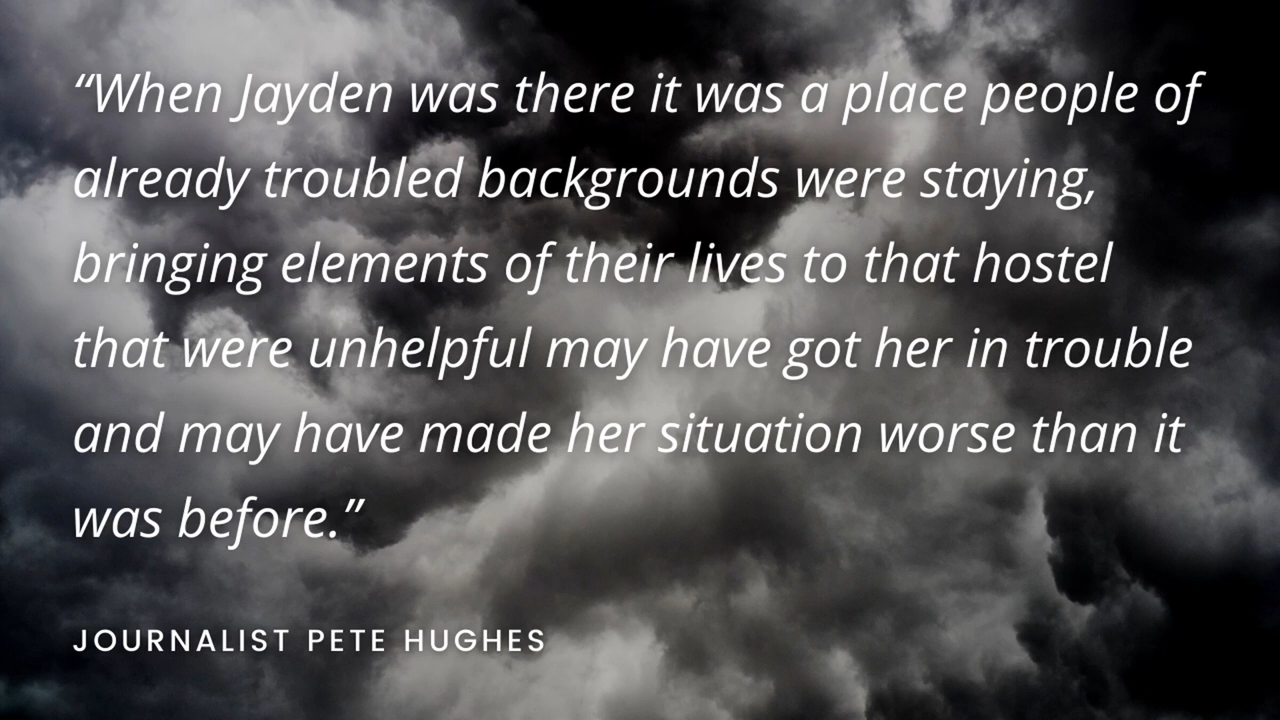 “When Jayden was there it was a place people of
already troubled backgrounds were staying,
bringing elements of their lives to that hostel
that were unhelpful may have got her in trouble
and may have made her situation worse than it
was before.”
JOURNALIST PETE HUGHES